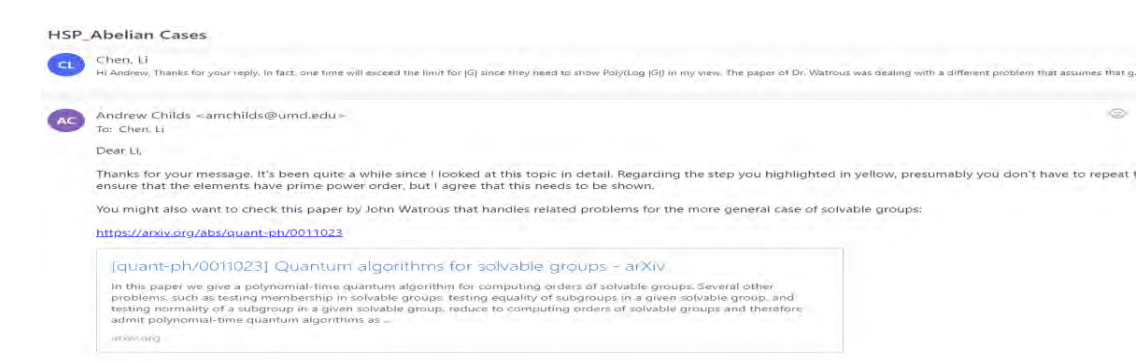 HSP_Abelian Cases
CL
Chen, Li
Hi Andrew, Thanks for your reply. In fact, one time will exceed the limit for |G| since they need to show Poly(Log |G|) in my view. The paper of Dr. Watrous was dealing with a different problem that assumes that g...
AC
Andrew Childs <amchilds@umd.edu>
To: Chen, Li
Dear Li,
Thanks for your message. It's been quite a while since I looked at this topic in detail. Regarding the step you highlighted in yellow, presumably you don't have to repeat
ensure that the elements have prime power order, but I agree that this needs to be shown.
You might also want to check this paper by John Watrous that handles related problems for the more general case of solvable groups:
https://arxiv.org/abs/quant-ph/0011023
[quant-ph/0011023] Quantum algorithms for solvable groups - arXiv
In this paper we give a polynomial-time quantum algorithm for computing orders of solvable groups. Several other
problems, such as testing membership in solvable groups, testing equality of subgroups in a given solvable group, and
testing normality of a subgroup in a given solvable group, reduce to computing orders of solvable groups and therefore
admit polynomial-time quantum algorithms as ...
arxiv.org